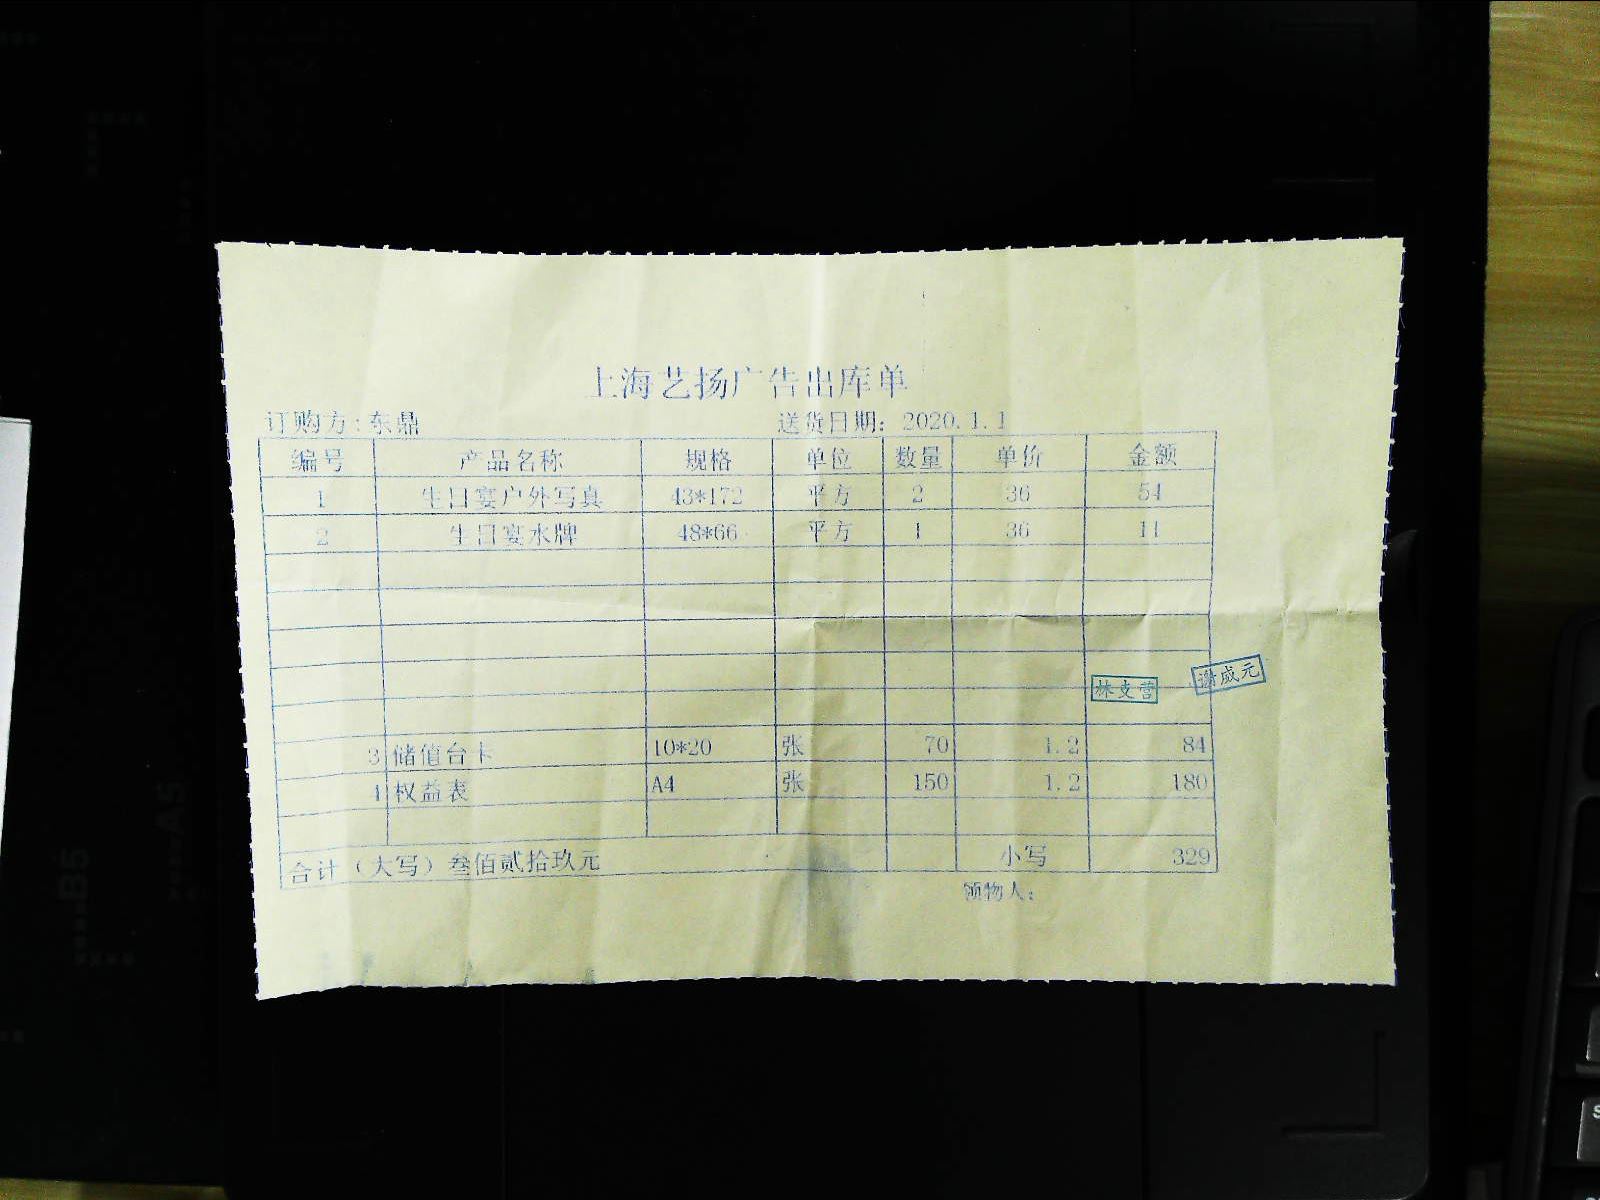 上海艺扬广告出库单
订购方：东鼎 送货日期：2020.1.1
编号 产品名称 规格 单位 数量 单价 金额
1 生日宴户外写真 43*172 平方 2 36 54
2 生日宴水牌 48*66 平方 1 36 11
林支营 谢成元
3 储值台卡 10*20 张 70 1.2 84
4 权益表 A4 张 150 1.2 180
合计（大写）叁佰贰拾玖元 小写 329
领物人：
B5
A5